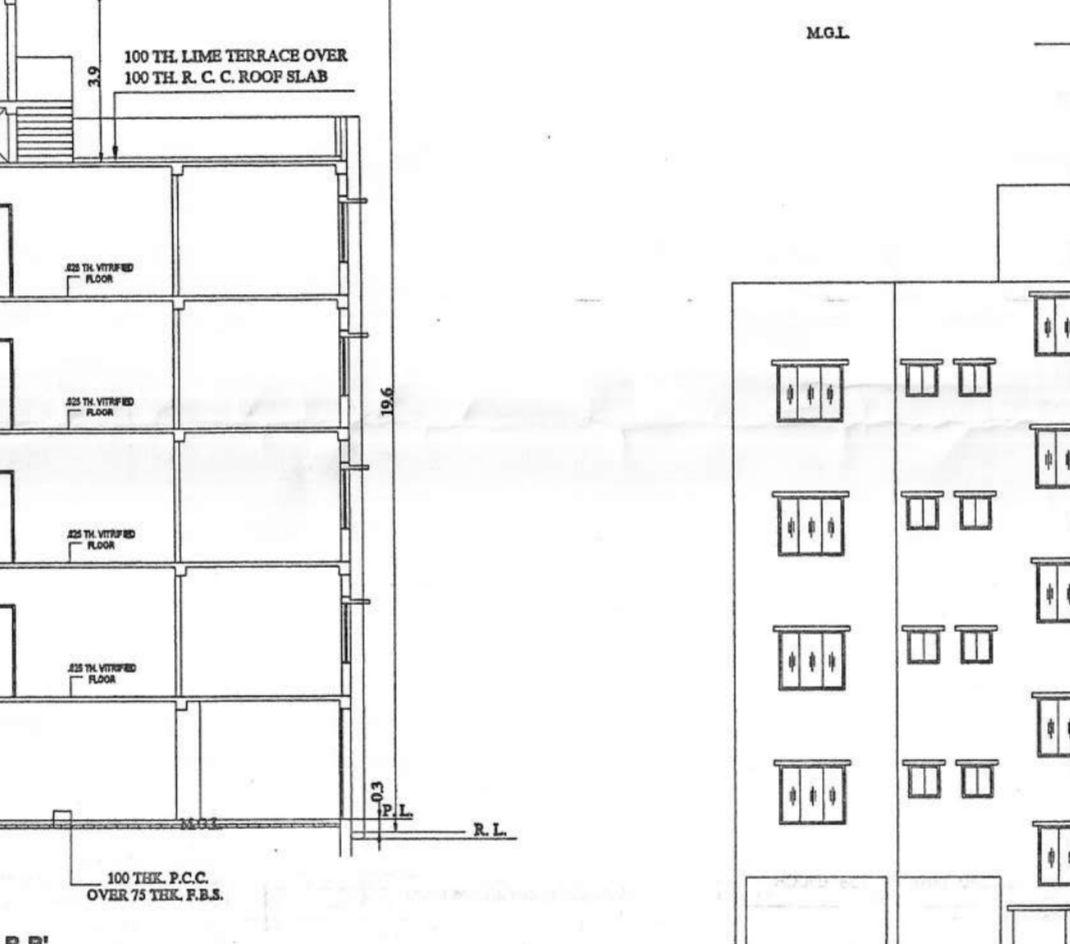 M.G.L.
100 TH. LIME TERRACE OVER
100 TH. R. C. C. ROOF SLAB
3.9
.025 TH. VITRIFIED
FLOOR
.025 TH. VITRIFIED
FLOOR
19.6
.025 TH. VITRIFIED
FLOOR
.025 TH. VITRIFIED
FLOOR
0.3
P. L.
M.G.L.
R. L.
100 THK. P.C.C.
OVER 75 THK. F.B.S.
B-B'